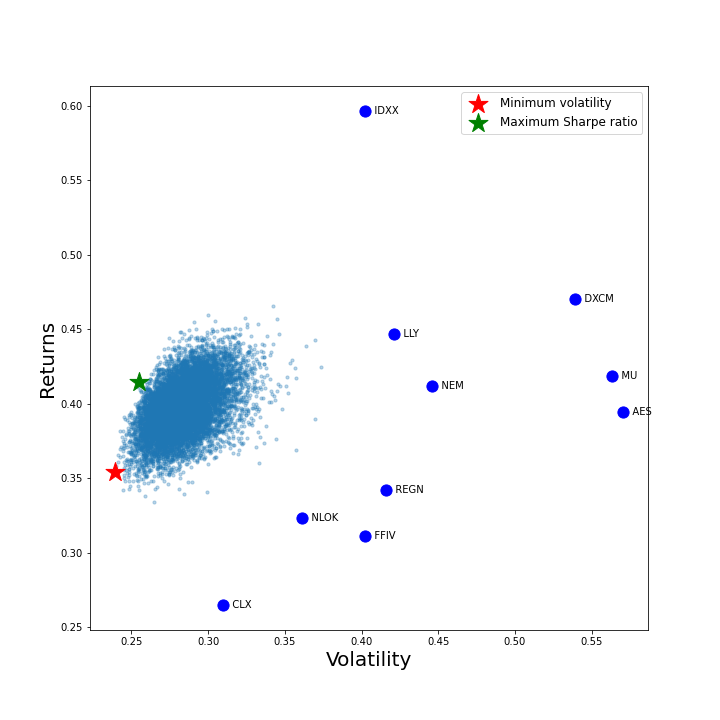 Minimum volatility
Maximum Sharpe ratio
0.60
IDXX
0.55
0.50
DXCM
0.45
LLY
MU
NEM
0.40
AES
0.35
REGN
NLOK
FFIV
0.30
CLX
0.25
Returns
0.25 0.30 0.35 0.40 0.45 0.50 0.55
Volatility